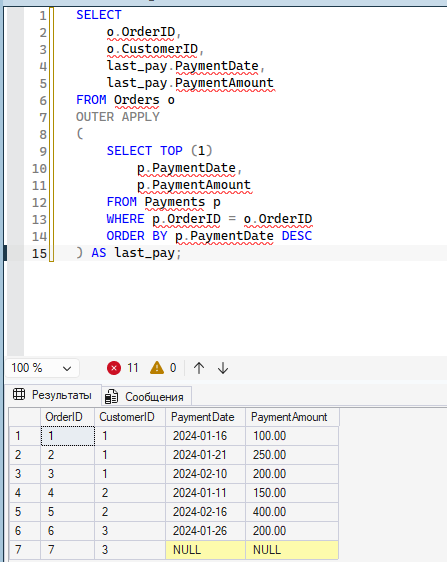 1 SELECT
2 o.OrderID,
3 o.CustomerID,
4 last_pay.PaymentDate,
5 last_pay.PaymentAmount
6 FROM Orders o
7 OUTER APPLY
8 (
9 SELECT TOP (1)
10 p.PaymentDate,
11 p.PaymentAmount
12 FROM Payments p
13 WHERE p.OrderID = o.OrderID
14 ORDER BY p.PaymentDate DESC
15 ) AS last_pay;
100 % 11 0
Результаты Сообщения
OrderID CustomerID PaymentDate PaymentAmount
1 1 1 2024-01-16 100.00
2 2 1 2024-01-21 250.00
3 3 1 2024-02-10 200.00
4 4 2 2024-01-11 150.00
5 5 2 2024-02-16 400.00
6 6 3 2024-01-26 200.00
7 7 3 NULL NULL